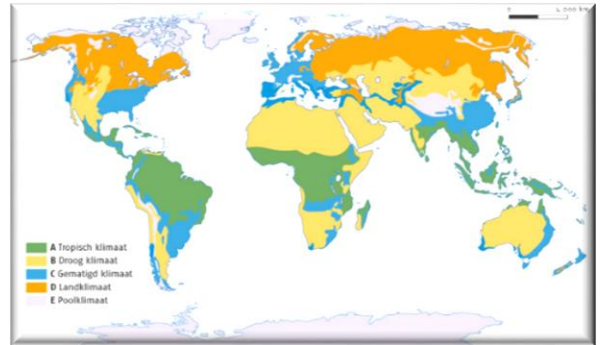 A Tropisch klimaat
B Droog klimaat
C Gematigd klimaat
D Landklimaat
E Poolklimaat